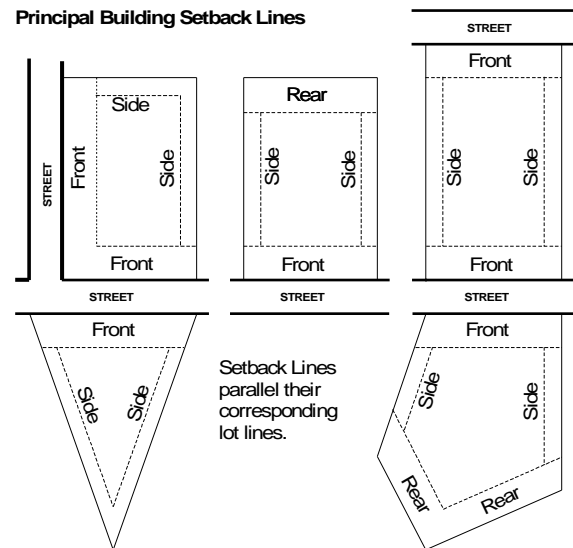 Principal Building Setback Lines
STREET
Front
Side
Front
Side
STREET
Front
Rear
Side
Side
Front
Side
Side
Front
STREET
STREET
STREET
Front
Side
Side
Setback Lines
parallel their
corresponding
lot lines.
Front
Side
Side
Rear
Rear